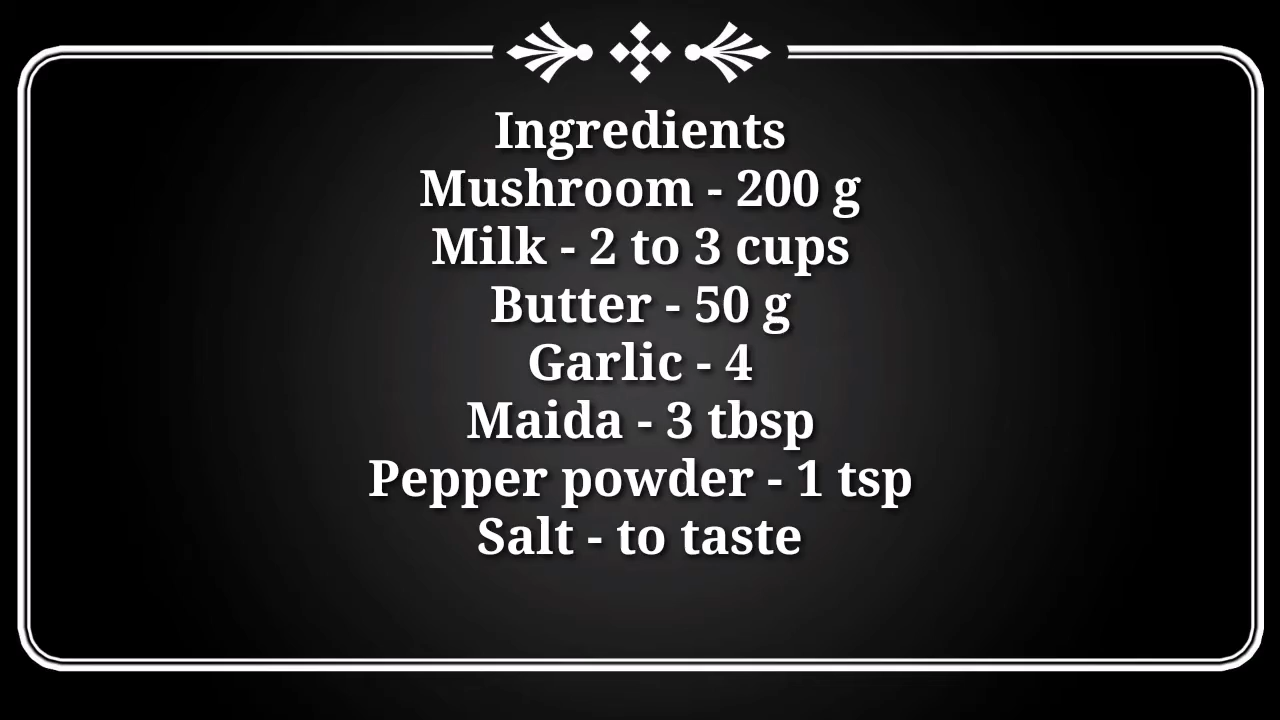 Ingredients
Mushroom - 200 g
Milk - 2 to 3 cups
Butter - 50 g
Garlic - 4
Maida - 3 tbsp
Pepper powder - 1 tsp
Salt - to taste